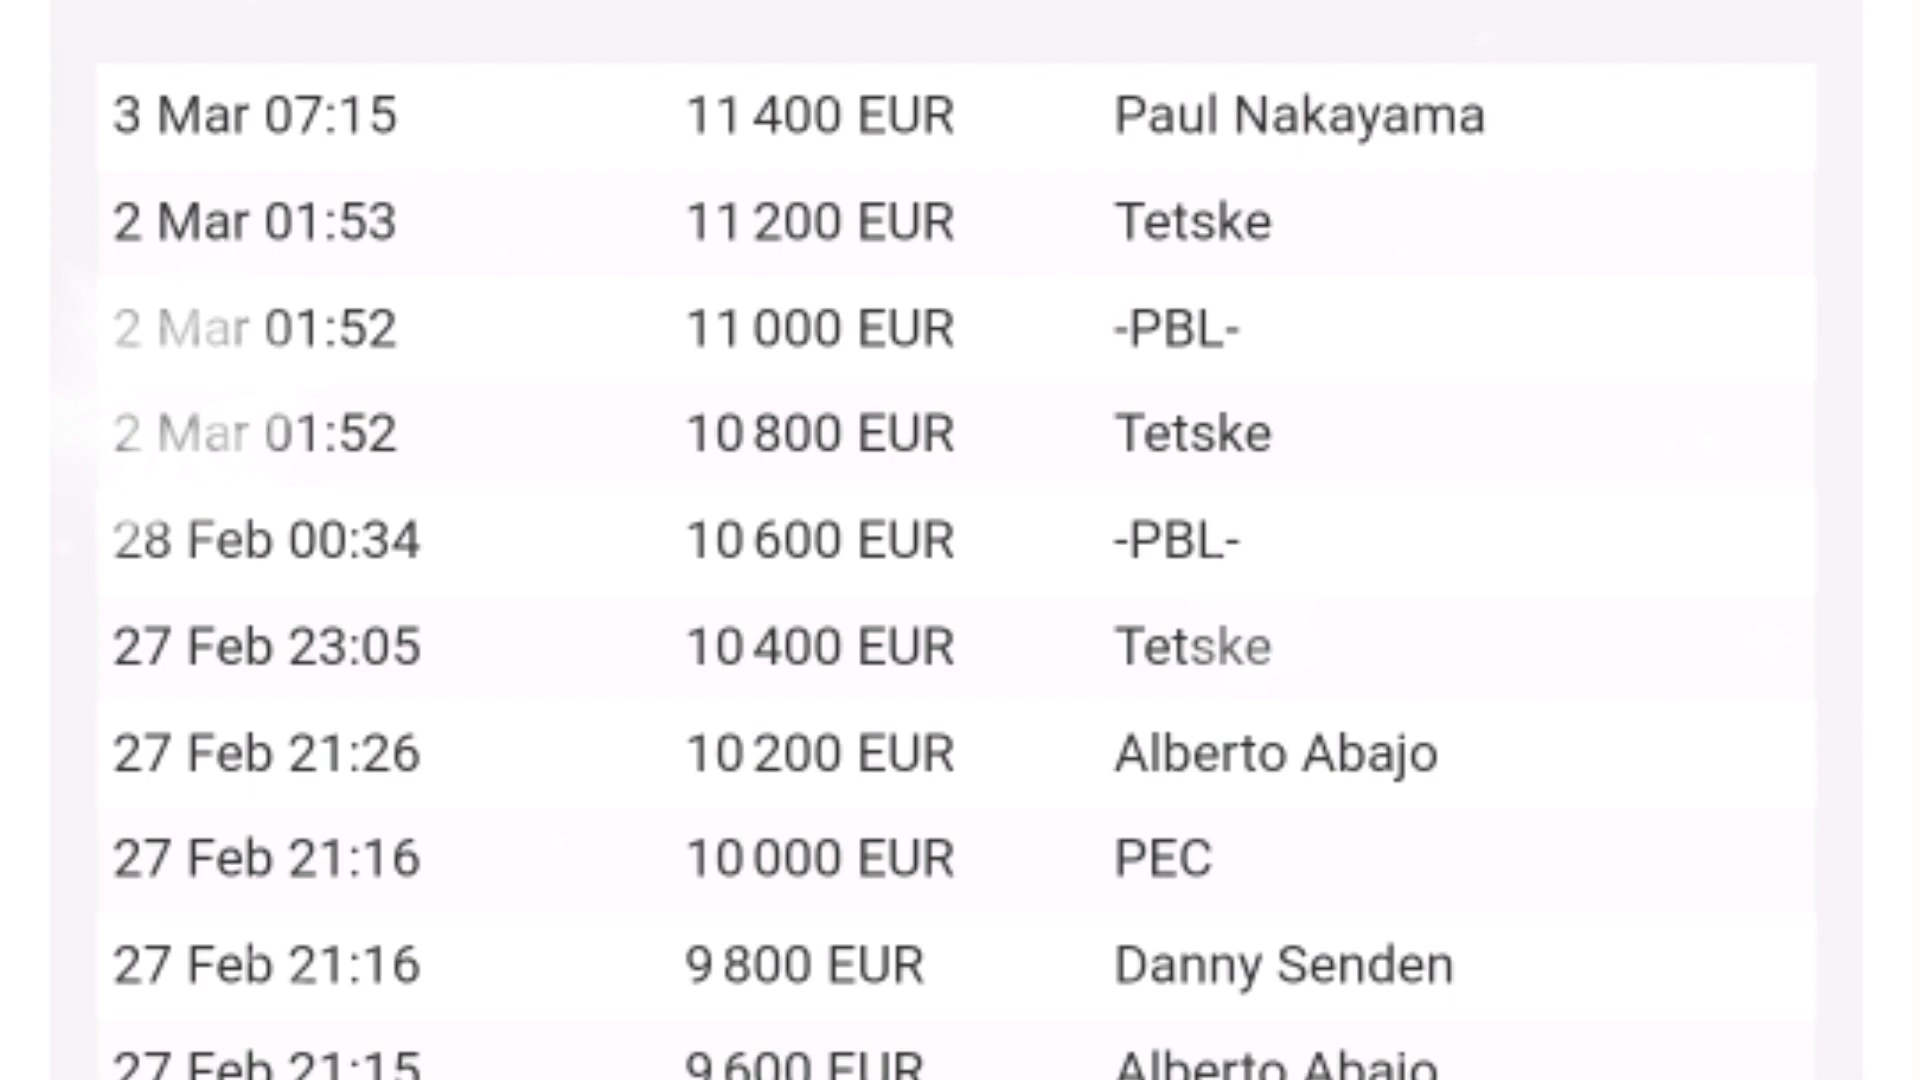 3 Mar 07:15 11 400 EUR Paul Nakayama
2 Mar 01:53 11 200 EUR Tetske
2 Mar 01:52 11 000 EUR -PBL-
2 Mar 01:52 10 800 EUR Tetske
28 Feb 00:34 10 600 EUR -PBL-
27 Feb 23:05 10 400 EUR Tetske
27 Feb 21:26 10 200 EUR Alberto Abajo
27 Feb 21:16 10 000 EUR PEC
27 Feb 21:16 9 800 EUR Danny Senden
27 Feb 21:15 9 600 EUR Alberto Abajo